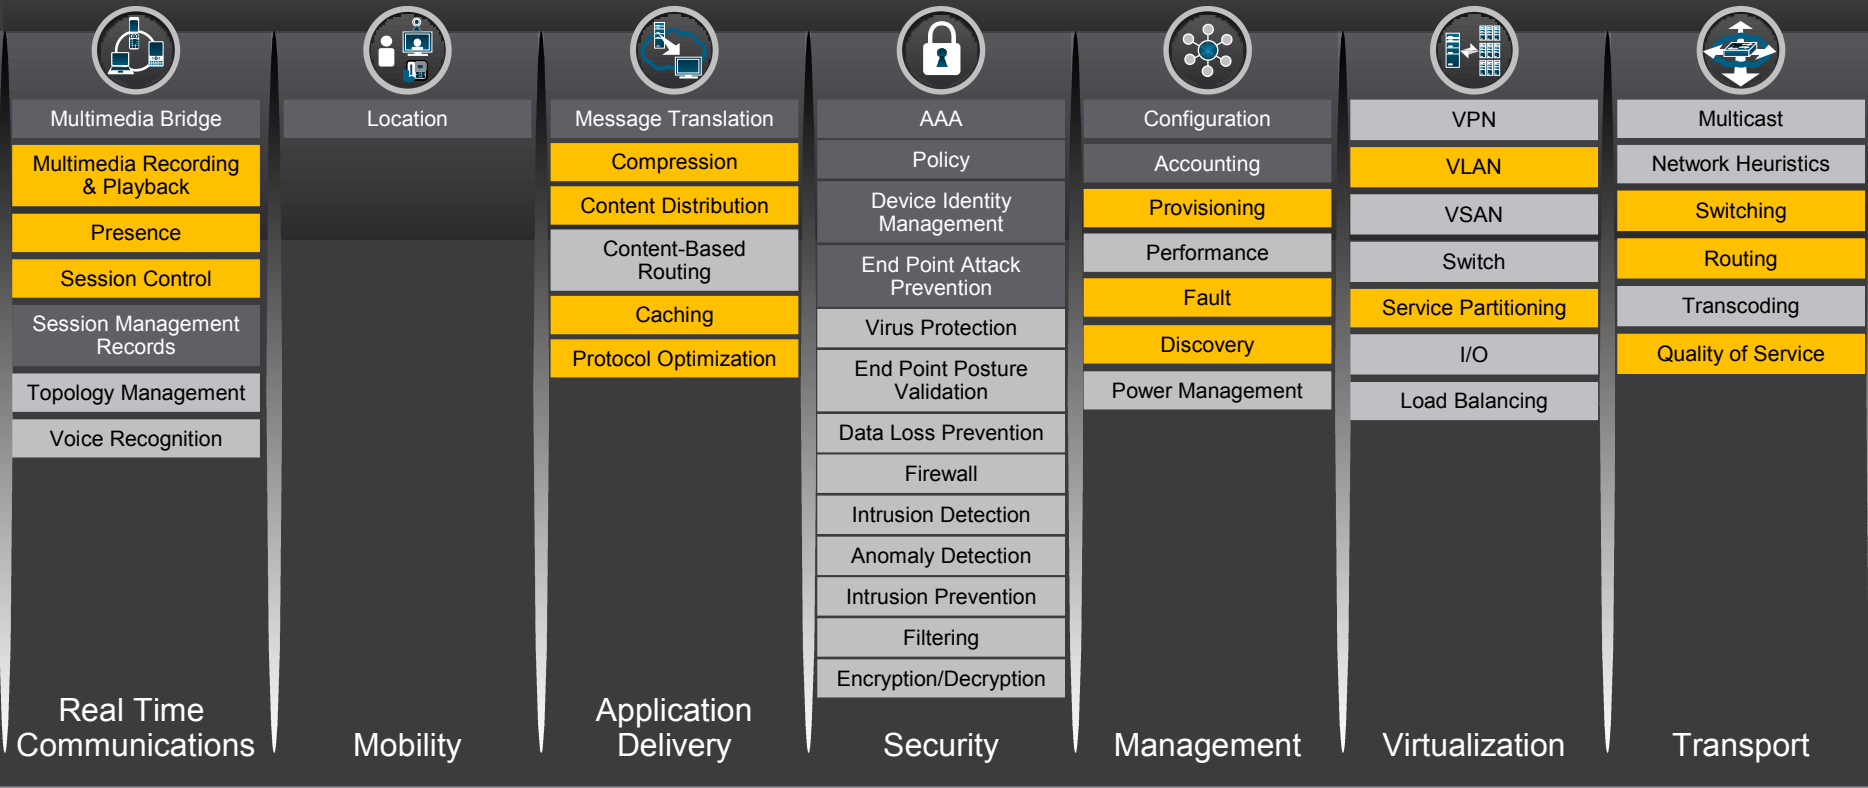 Multimedia Bridge
Multimedia Recording
& Playback
Presence
Session Control
Session Management
Records
Topology Management
Voice Recognition
Real Time
Communications
Location
Mobility
Message Translation
Compression
Content Distribution
Content-Based
Routing
Caching
Protocol Optimization
Application
Delivery
AAA
Policy
Device Identity
Management
End Point Attack
Prevention
Virus Protection
End Point Posture
Validation
Data Loss Prevention
Firewall
Intrusion Detection
Anomaly Detection
Intrusion Prevention
Filtering
Encryption/Decryption
Security
Configuration
Accounting
Provisioning
Performance
Fault
Discovery
Power Management
Management
VPN
VLAN
VSAN
Switch
Service Partitioning
I/O
Load Balancing
Virtualization
Multicast
Network Heuristics
Switching
Routing
Transcoding
Quality of Service
Transport